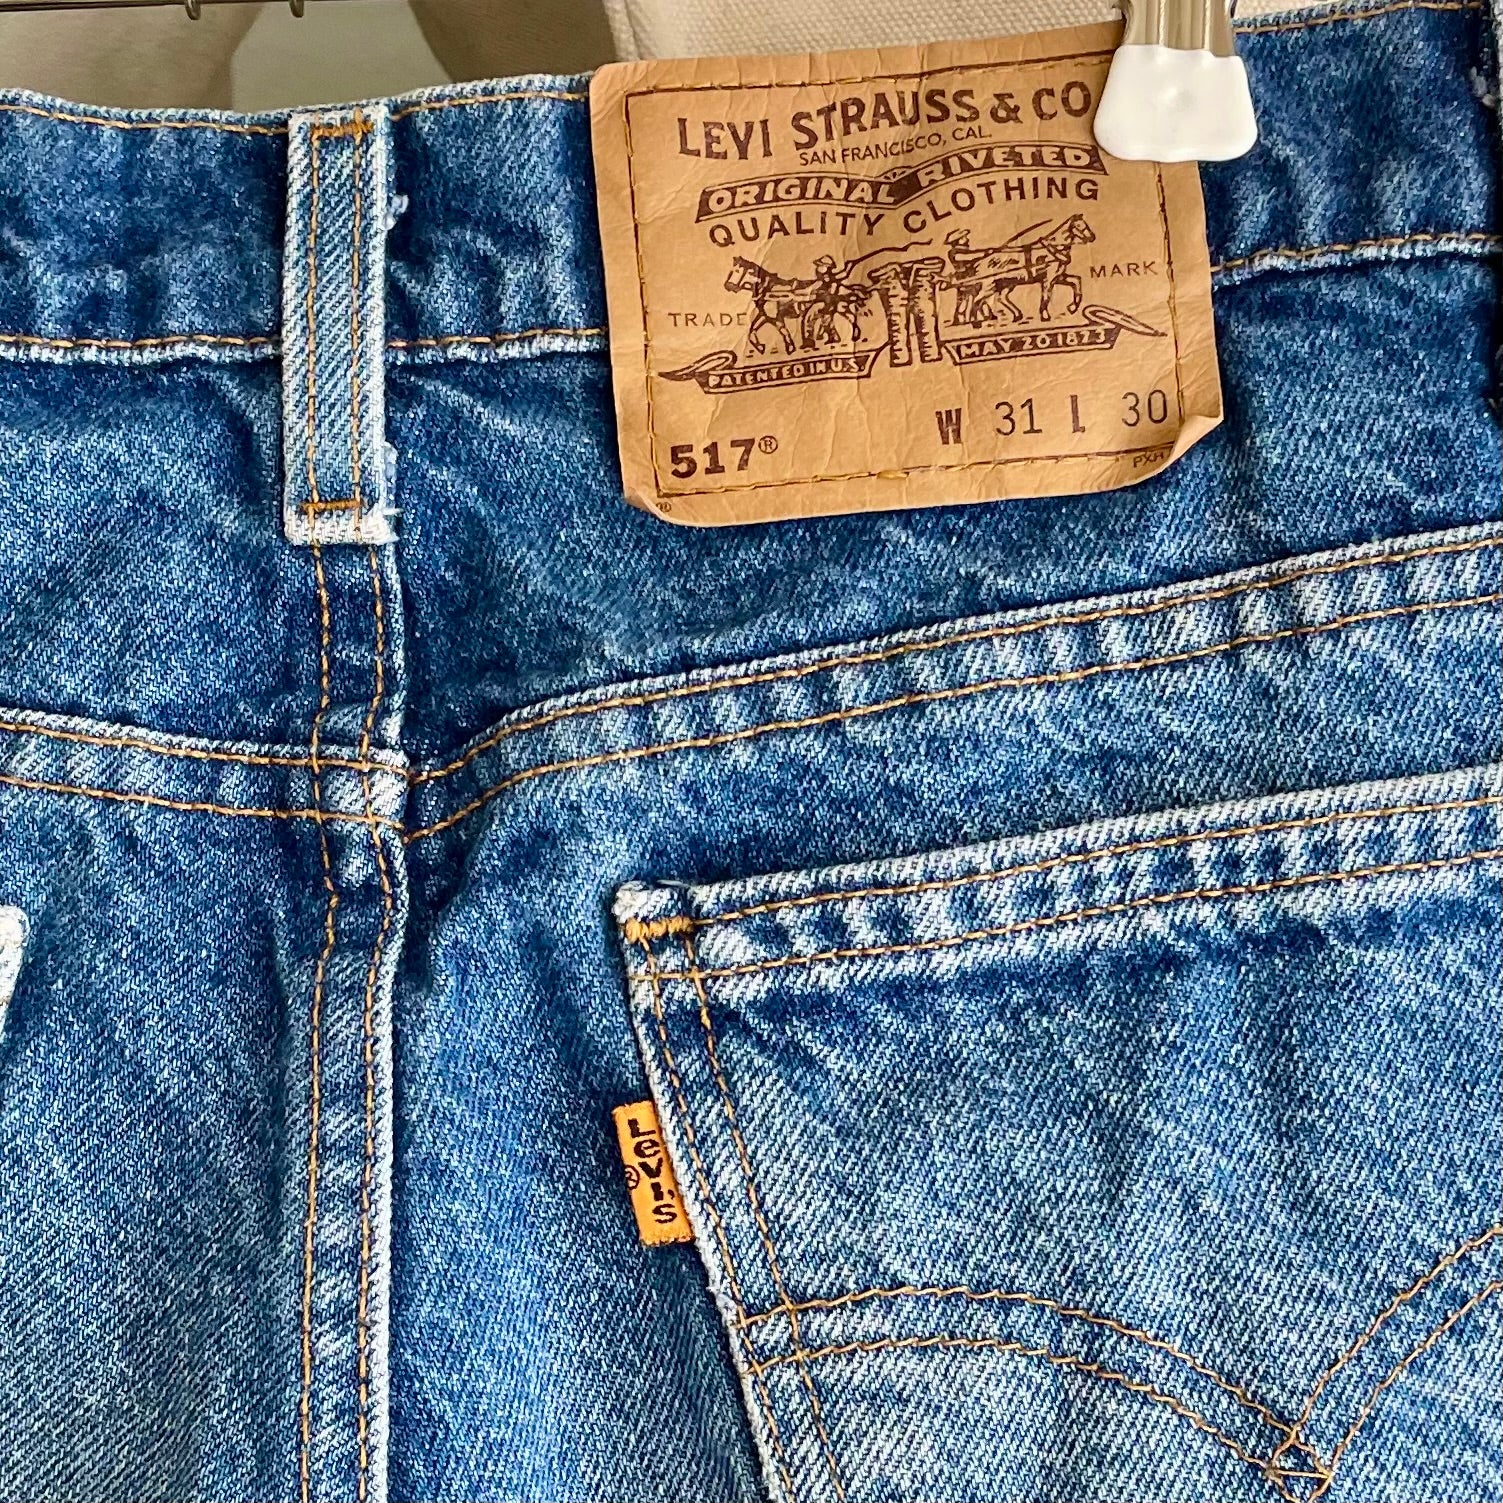 LEVI STRAUSS & CO
SAN FRANCISCO, CAL.
ORIGINAL RIVETED
QUALITY CLOTHING
TRADE MARK
PATENTED IN U.S. MAY 20 1873
517® W 31 L 30
®
Levi's
®